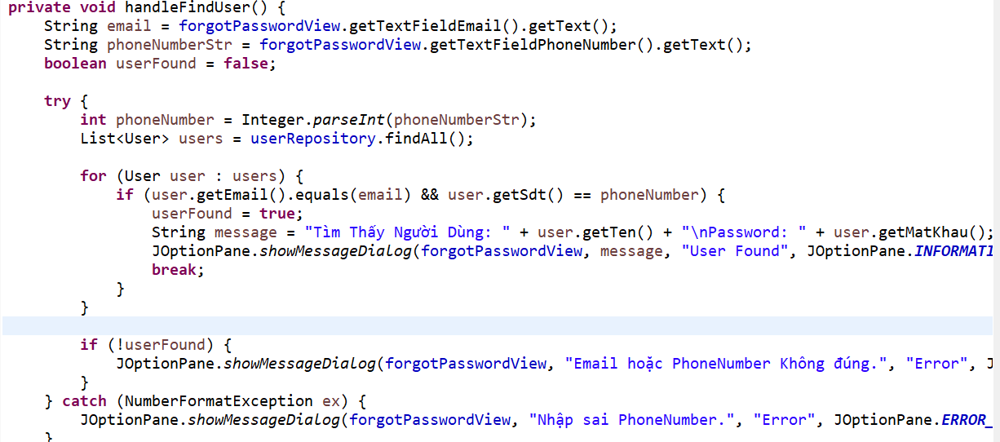 private void handleFindUser() {
String email = forgotPasswordView.getTextFieldEmail().getText();
String phoneNumberStr = forgotPasswordView.getTextFieldPhoneNumber().getText();
boolean userFound = false;
try {
int phoneNumber = Integer.parseInt(phoneNumberStr);
List<User> users = userRepository.findAll();
for (User user : users) {
if (user.getEmail().equals(email) && user.getSdt() == phoneNumber) {
userFound = true;
String message = "Tìm Thấy Người Dùng: " + user.getTen() + "\nPassword: " + user.getMatKhau();
JOptionPane.showMessageDialog(forgotPasswordView, message, "User Found", JOptionPane.INFORMATI
break;
}
}
if (!userFound) {
JOptionPane.showMessageDialog(forgotPasswordView, "Email hoặc PhoneNumber Không đúng.", "Error", J
}
} catch (NumberFormatException ex) {
JOptionPane.showMessageDialog(forgotPasswordView, "Nhập sai PhoneNumber.", "Error", JOptionPane.ERROR_
}